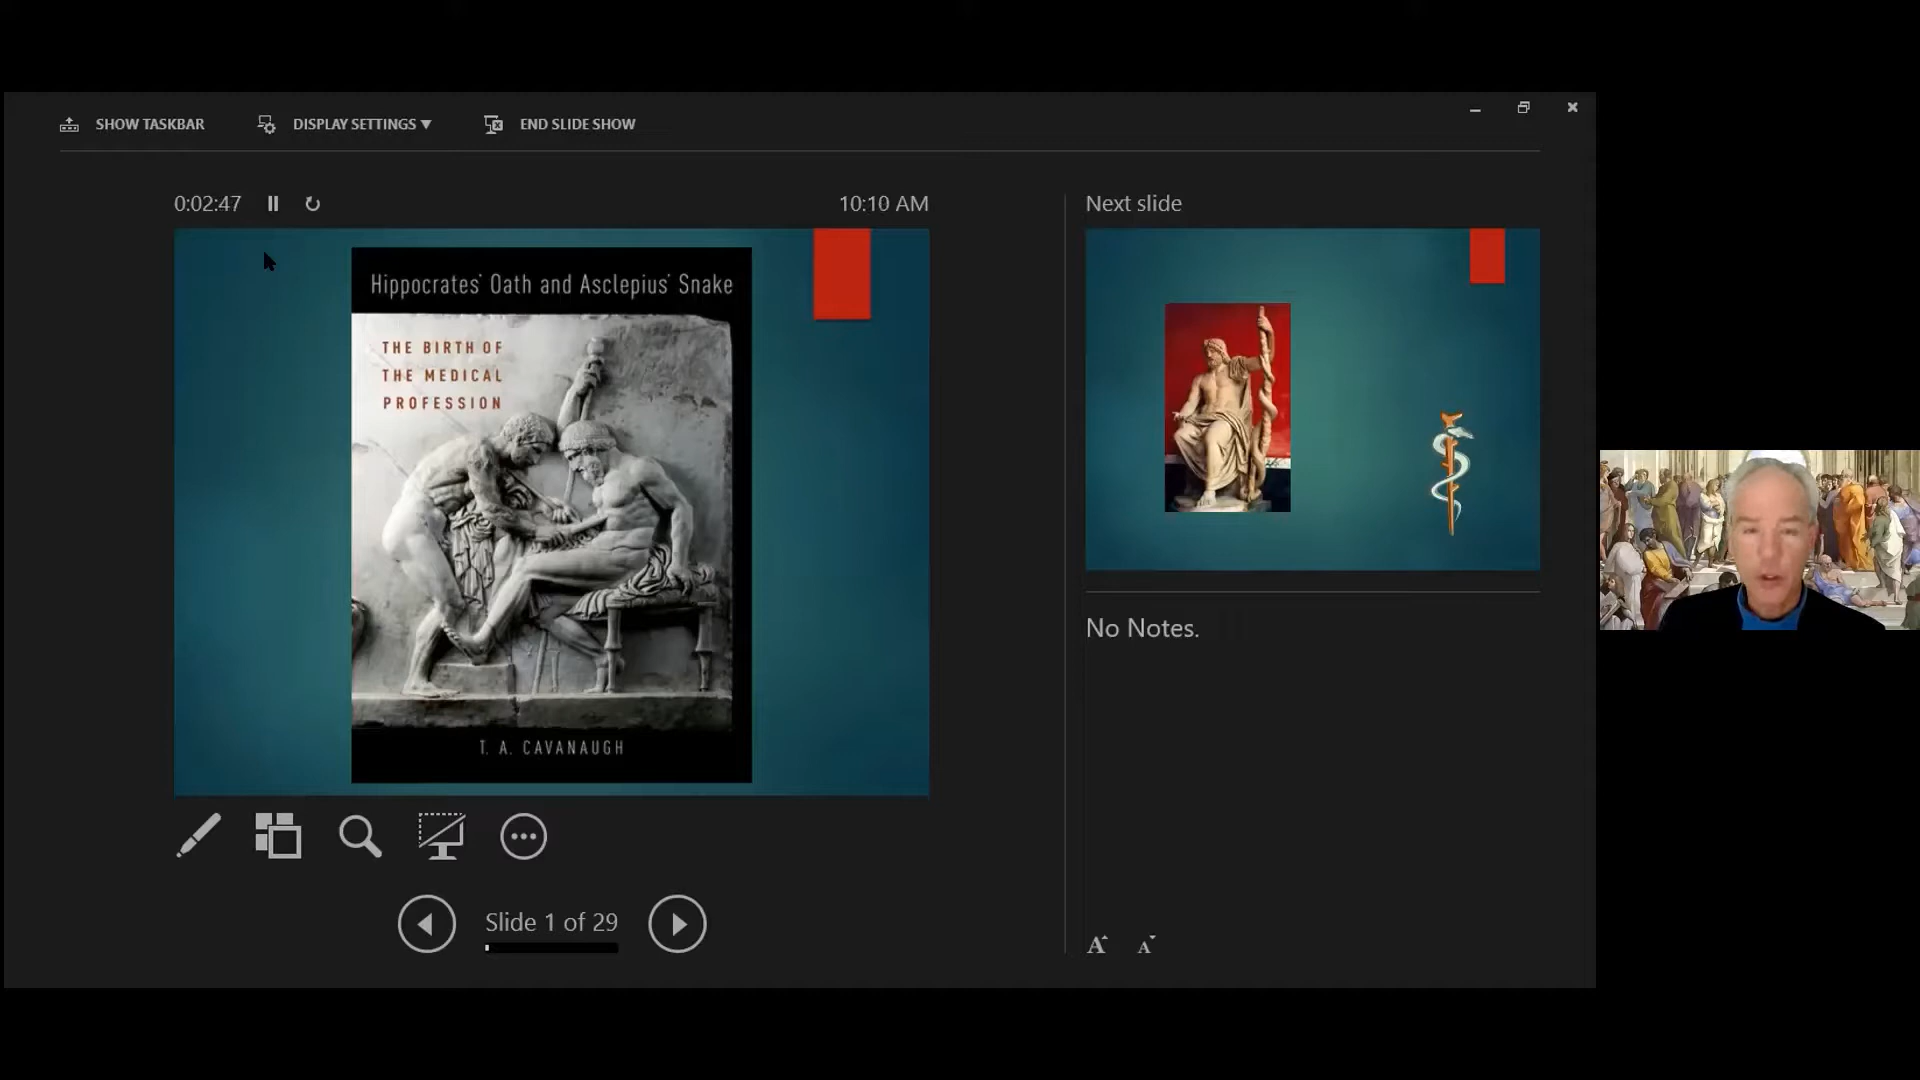 SHOW TASKBAR
DISPLAY SETTINGS ▼
END SLIDE SHOW
0:02:47
10:10 AM
Next slide
Hippocrates' Oath and Asclepius' Snake
THE BIRTH OF
THE MEDICAL
PROFESSION
T. A. CAVANAUGH
No Notes.
Slide 1 of 29
A
A